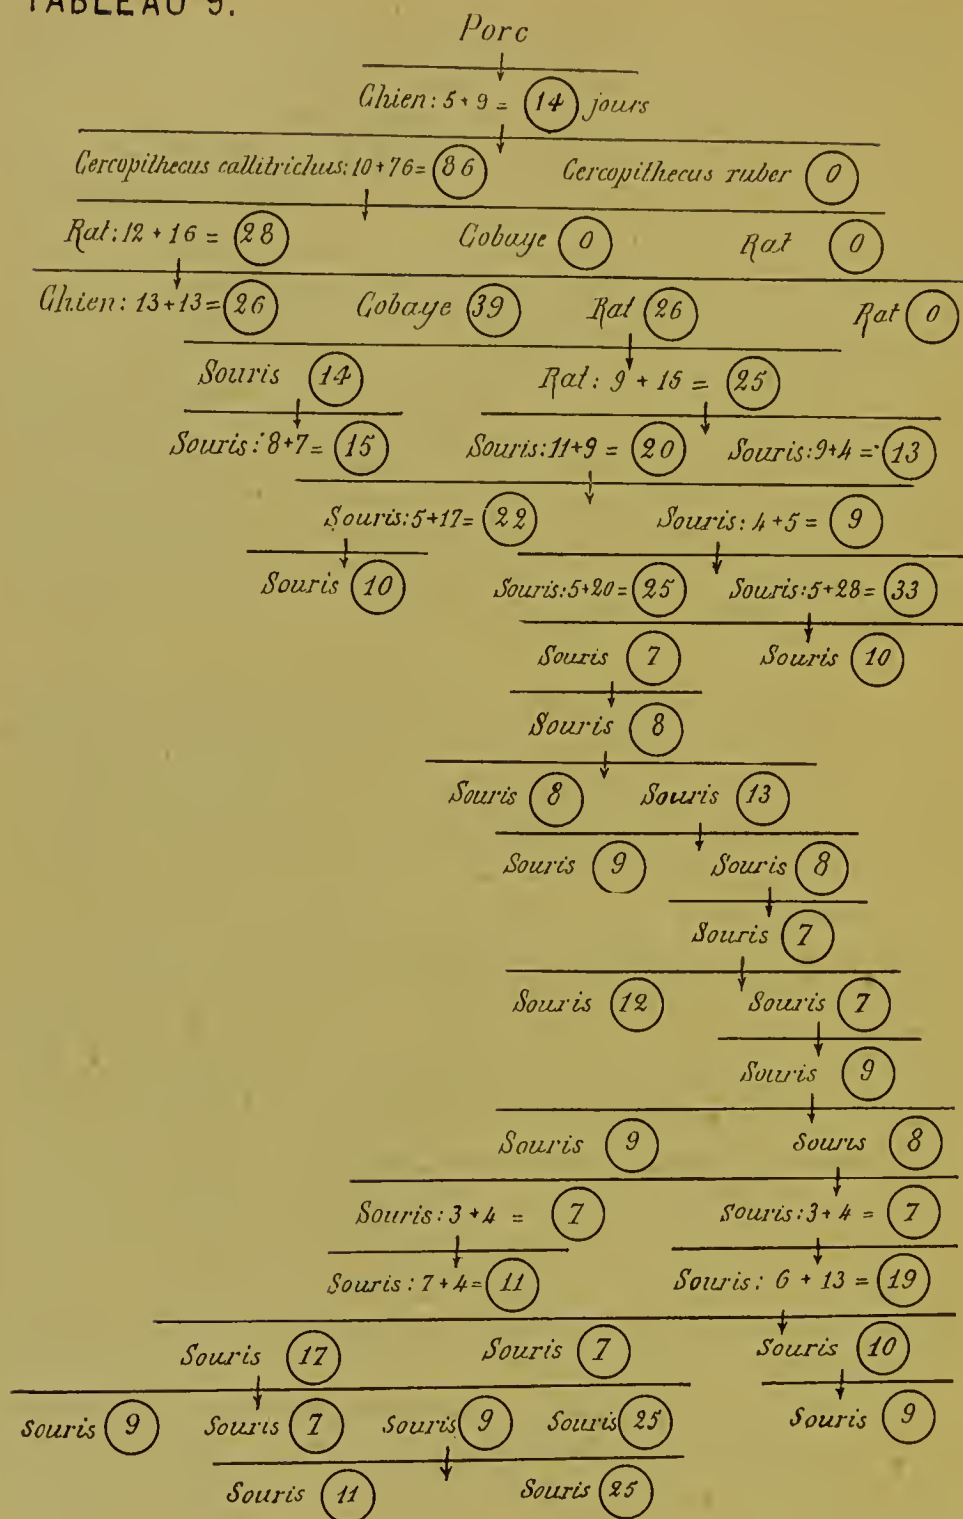 TABLEAU 9.
Porc
Chien: 5 + 9 = 14 jours
Cercopithecus callitrichus: 10 + 76 = 86 Cercopithecus ruber 0
Rat: 12 + 16 = 28 Cobaye 0 Rat 0
Chien: 13 + 13 = 26 Cobaye 39 Rat 26 Rat 0
Souris 14 Rat: 9 + 15 = 25
Souris: 8+7 = 15 Souris: 11+9 = 20 Souris: 9+4 = 13
Souris: 5+17 = 22 Souris: 4+5 = 9
Souris 10 Souris: 5+20 = 25 Souris: 5+28 = 33
Souris 7 Souris 10
Souris 8
Souris 8 Souris 13
Souris 9 Souris 8
Souris 7
Souris 12 Souris 7
Souris 9
Souris 9 Souris 8
Souris: 3 + 4 = 7 Souris: 3 + 4 = 7
Souris: 7 + 4 = 11 Souris: 6 + 13 = 19
Souris 17 Souris 7 Souris 10
Souris 9 Souris 7 Souris 9 Souris 25 Souris 9
Souris 11 Souris 25